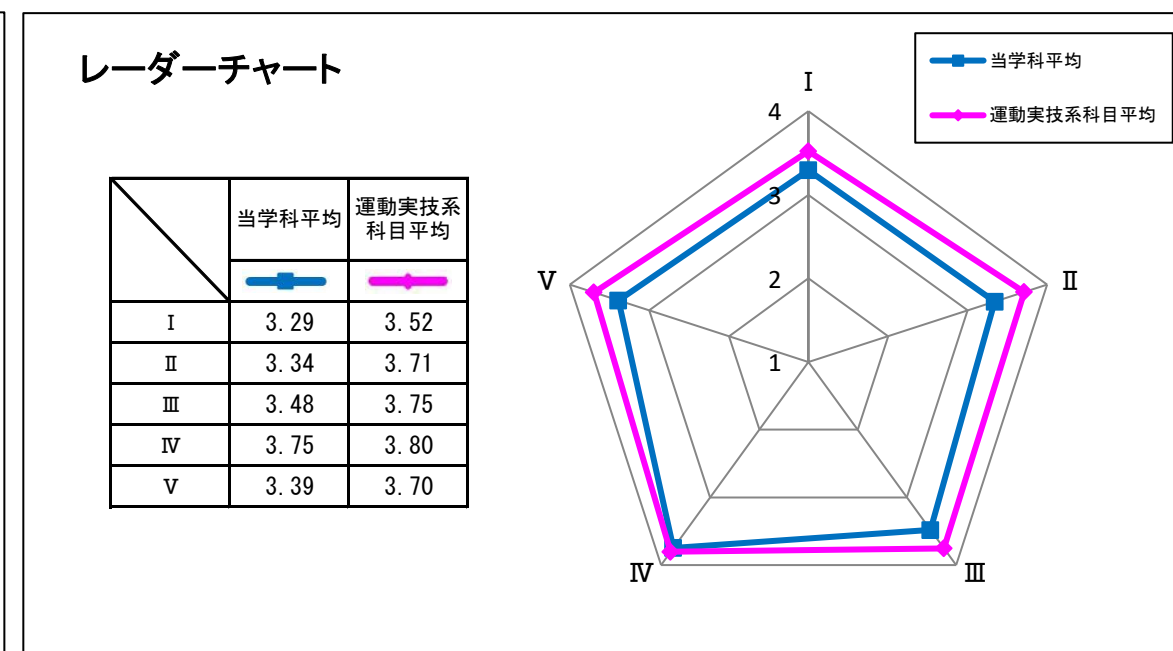 レーダーチャート
当学科平均
運動実技系科目平均
当学科平均 運動実技系
科目平均
Ⅰ 3.29 3.52
Ⅱ 3.34 3.71
Ⅲ 3.48 3.75
Ⅳ 3.75 3.80
Ⅴ 3.39 3.70
Ⅰ
4
3
2
1
Ⅴ
Ⅱ
Ⅳ
Ⅲ